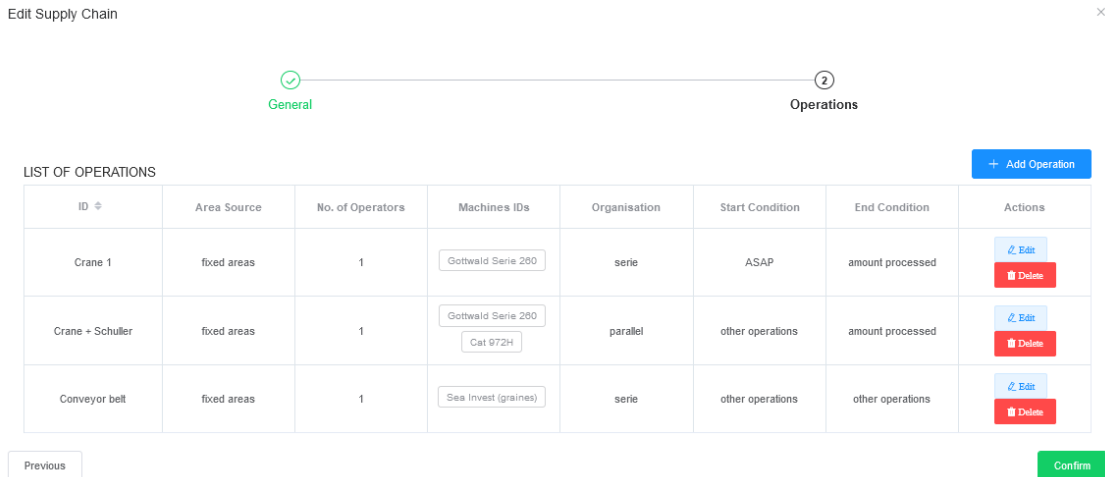 Edit Supply Chain
General
2
Operations
LIST OF OPERATIONS
+ Add Operation
ID Area Source No. of Operators Machines IDs Organisation Start Condition End Condition Actions
Crane 1 fixed areas 1 Gottwald Serie 260 serie ASAP amount processed Edit
Delete
Crane + Schuller fixed areas 1 Gottwald Serie 260 parallel other operations amount processed Edit
Cat 972H Delete
Conveyor belt fixed areas 1 Sea Invest (graines) serie other operations other operations Edit
Delete
Previous
Confirm